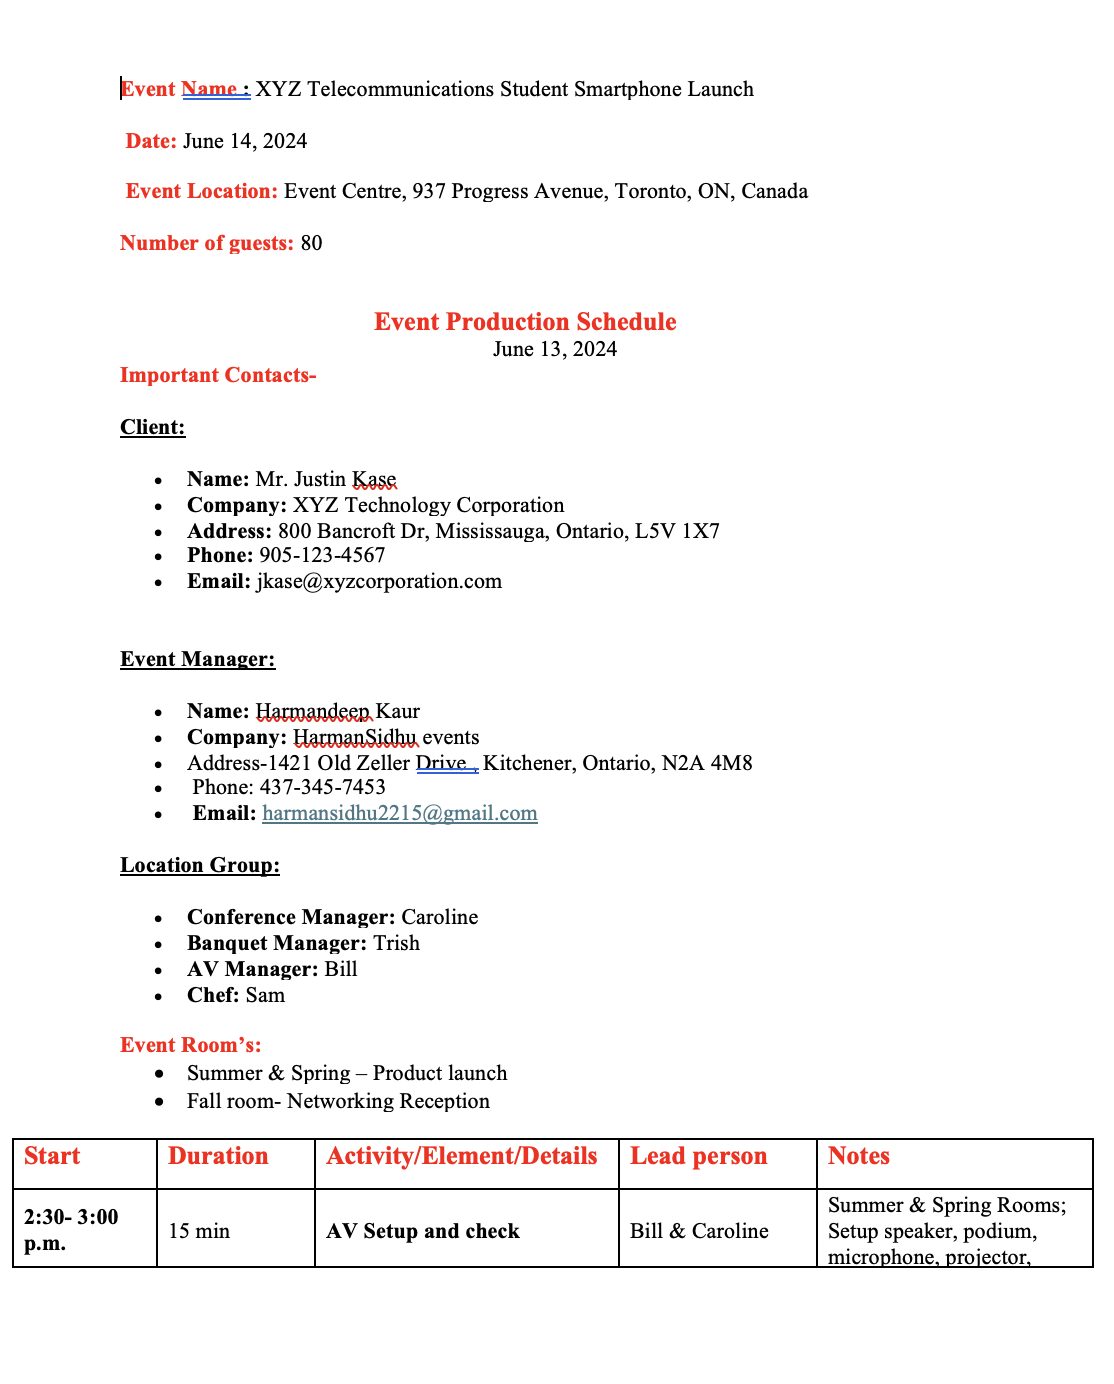 Event Name : XYZ Telecommunications Student Smartphone Launch
Date: June 14, 2024
Event Location: Event Centre, 937 Progress Avenue, Toronto, ON, Canada
Number of guests: 80
Event Production Schedule
June 13, 2024
Important Contacts-
Client:
• Name: Mr. Justin Kase
• Company: XYZ Technology Corporation
• Address: 800 Bancroft Dr, Mississauga, Ontario, L5V 1X7
• Phone: 905-123-4567
• Email: jkase@xyzcorporation.com
Event Manager:
• Name: Harmandeep Kaur
• Company: HarmanSidhu events
• Address-1421 Old Zeller Drive , Kitchener, Ontario, N2A 4M8
• Phone: 437-345-7453
• Email: harmansidhu2215@gmail.com
Location Group:
• Conference Manager: Caroline
• Banquet Manager: Trish
• AV Manager: Bill
• Chef: Sam
Event Room’s:
• Summer & Spring – Product launch
• Fall room- Networking Reception
Start Duration Activity/Element/Details Lead person Notes
2:30- 3:00
p.m.
15 min
AV Setup and check
Bill & Caroline
Summer & Spring Rooms;
Setup speaker, podium,
microphone, projector,